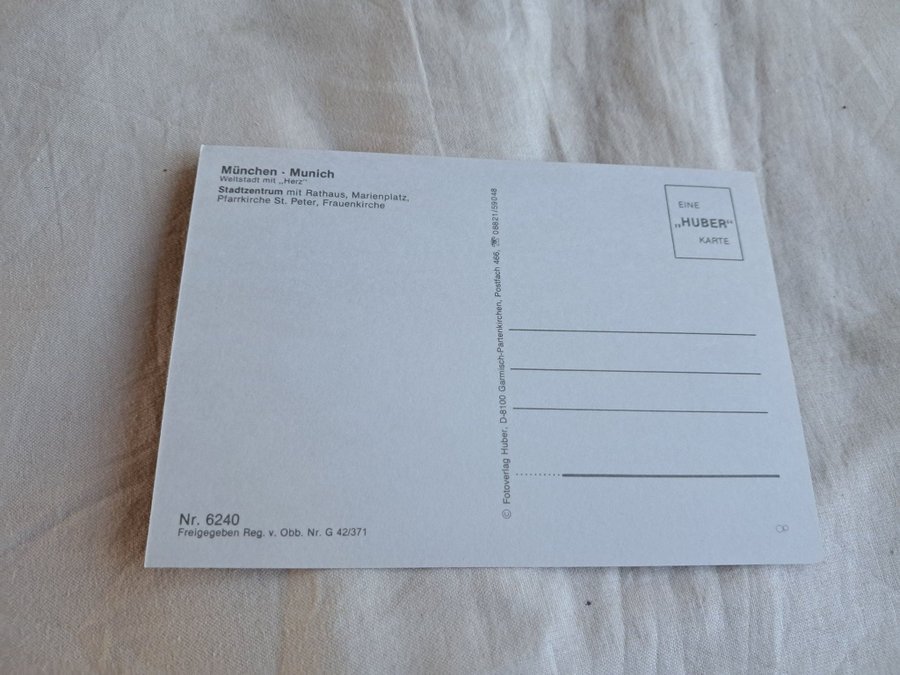 München · Munich
Weltstadt mit „Herz"
Stadtzentrum mit Rathaus, Marienplatz,
Pfarrkirche St. Peter, Frauenkirche
Nr. 6240
Freigegeben Reg. v. Obb. Nr. G 42/371
© Fotoverlag Huber, D-8100 Garmisch-Partenkirchen, Postfach 466, ☏ 08821/59048
EINE
„HUBER"
KARTE